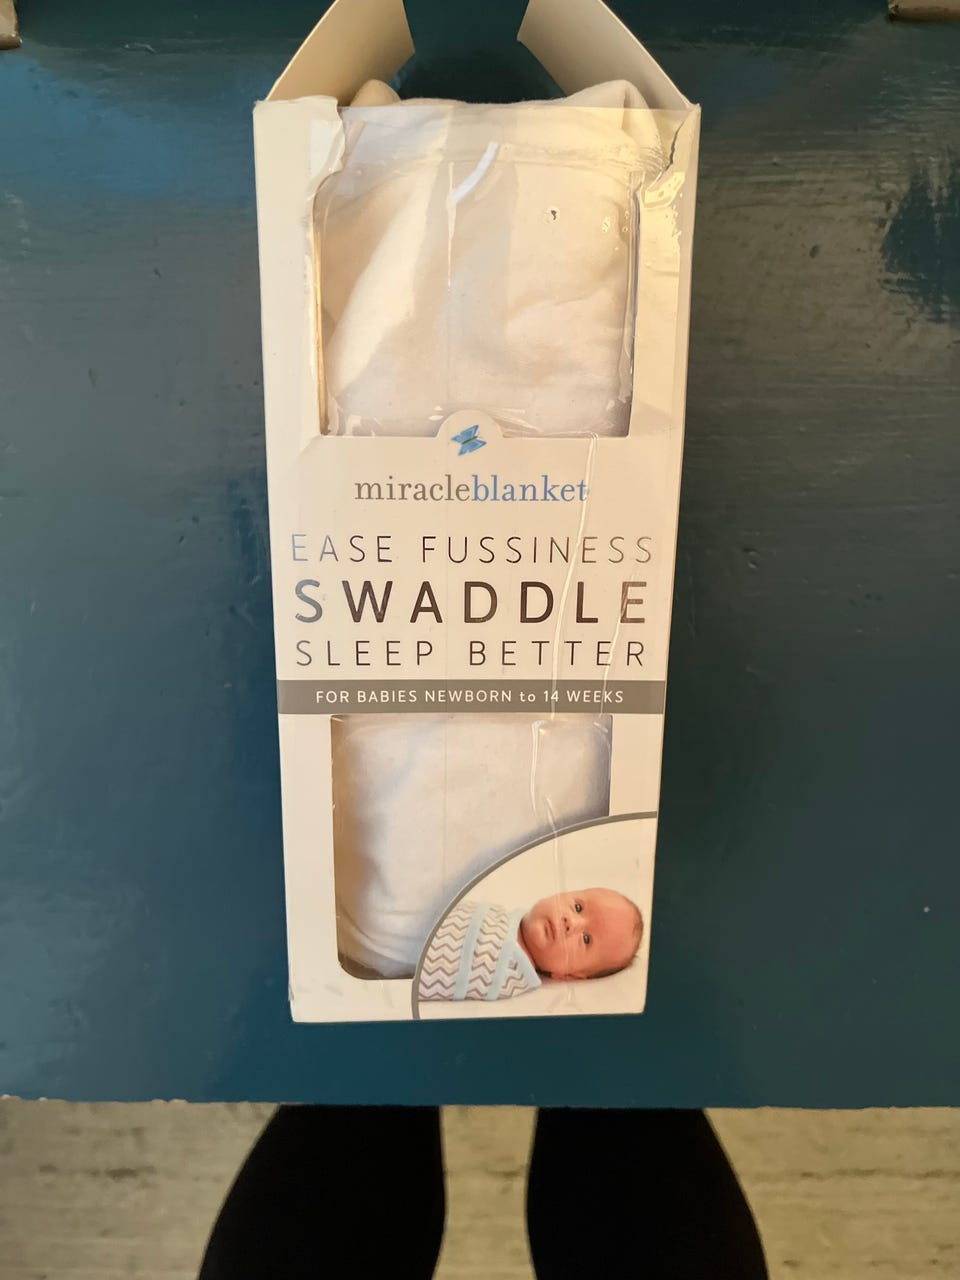 miracleblanket
EASE FUSSINESS
SWADDLE
SLEEP BETTER
FOR BABIES NEWBORN to 14 WEEKS